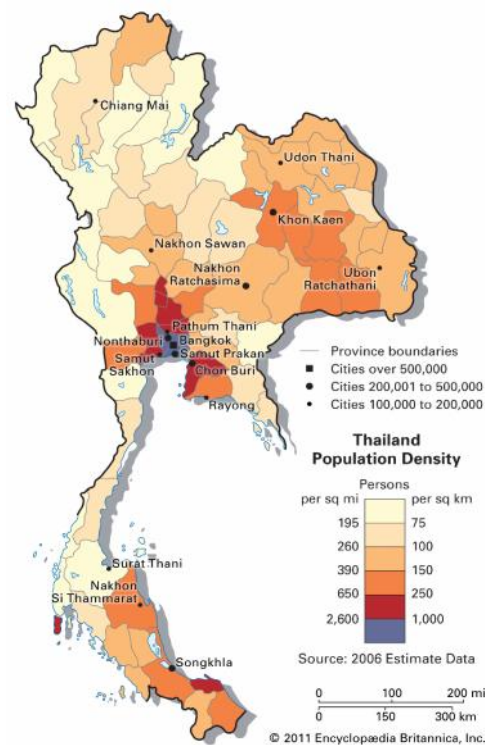 Chiang Mai
Udon Thani
Khon Kaen
Nakhon Sawan
Nakhon
Ratchasima
Ubon
Ratchathani
Pathum Thani
Nonthaburi
Bangkok
Samut
Sakhon
Samut Prakan
Chon Buri
Rayong
Surat Thani
Nakhon
Si Thammarat
Songkhla
Province boundaries
Cities over 500,000
Cities 200,001 to 500,000
Cities 100,000 to 200,000
Thailand
Population Density
Persons
per sq mi per sq km
195 75
260 100
390 150
650 250
2,600 1,000
Source: 2006 Estimate Data
0 100 200 mi
0 150 300 km
© 2011 Encyclopædia Britannica, Inc.